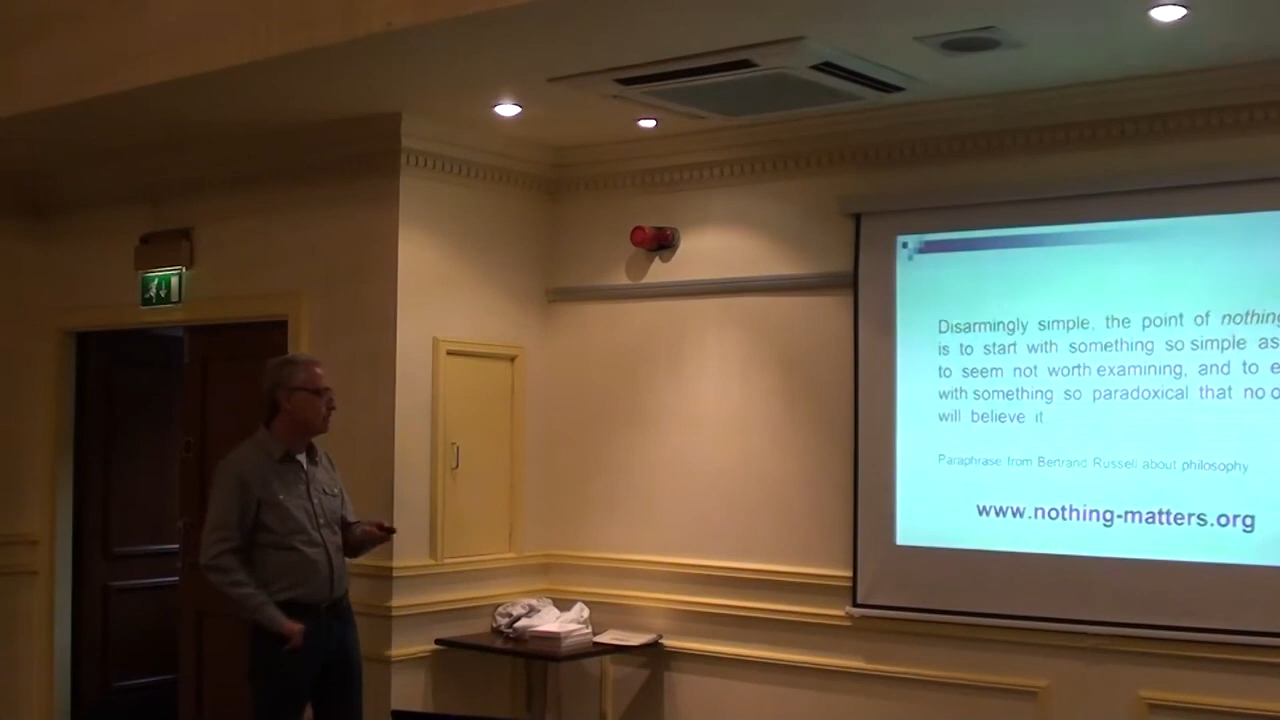 Disarmingly simple, the point of nothing
is to start with something so simple as
to seem not worth examining, and to e
with something so paradoxical that no o
will believe it
Paraphrase from Bertrand Russell about philosophy
www.nothing-matters.org